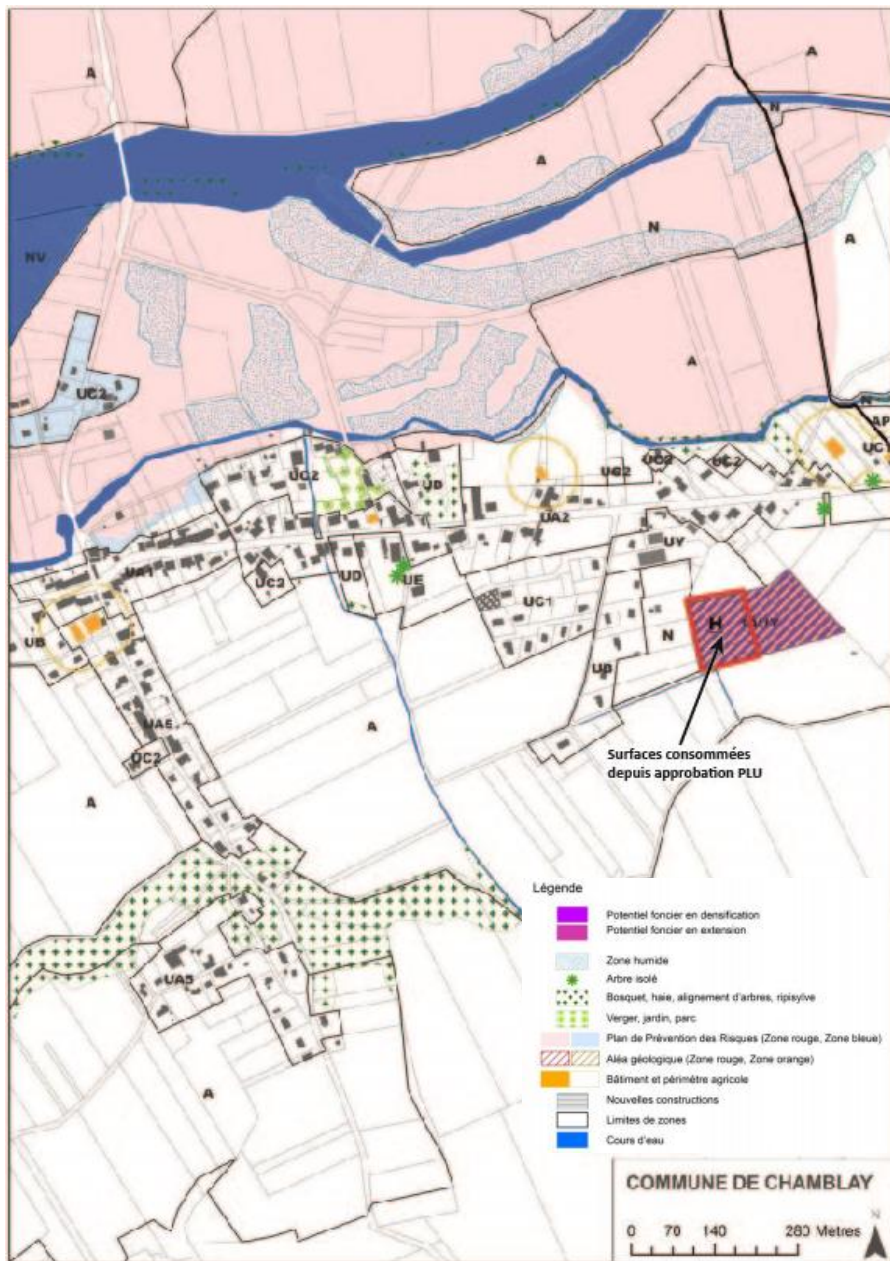 A
A
N
A
N
A
NV
A
UC2
N
UC2
UD
UC2
UC2
UC2
UA2
UY
UA1
UC2
UD
UE
UC1
H
UB
N
UB
Surfaces consommées
depuis approbation PLU
A
UA5
UC2
A
UA5
A
Légende
Potentiel foncier en densification
Potentiel foncier en extension
Zone humide
Arbre isolé
Bosquet, haie, alignement d'arbres, ripisylve
Verger, jardin, parc
Plan de Prévention des Risques (Zone rouge, Zone bleue)
Aléa géologique (Zone rouge, Zone orange)
Bâtiment et périmètre agricole
Nouvelles constructions
Limites de zones
Cours d'eau
COMMUNE DE CHAMBLAY
N
0 70 140 280 Metres